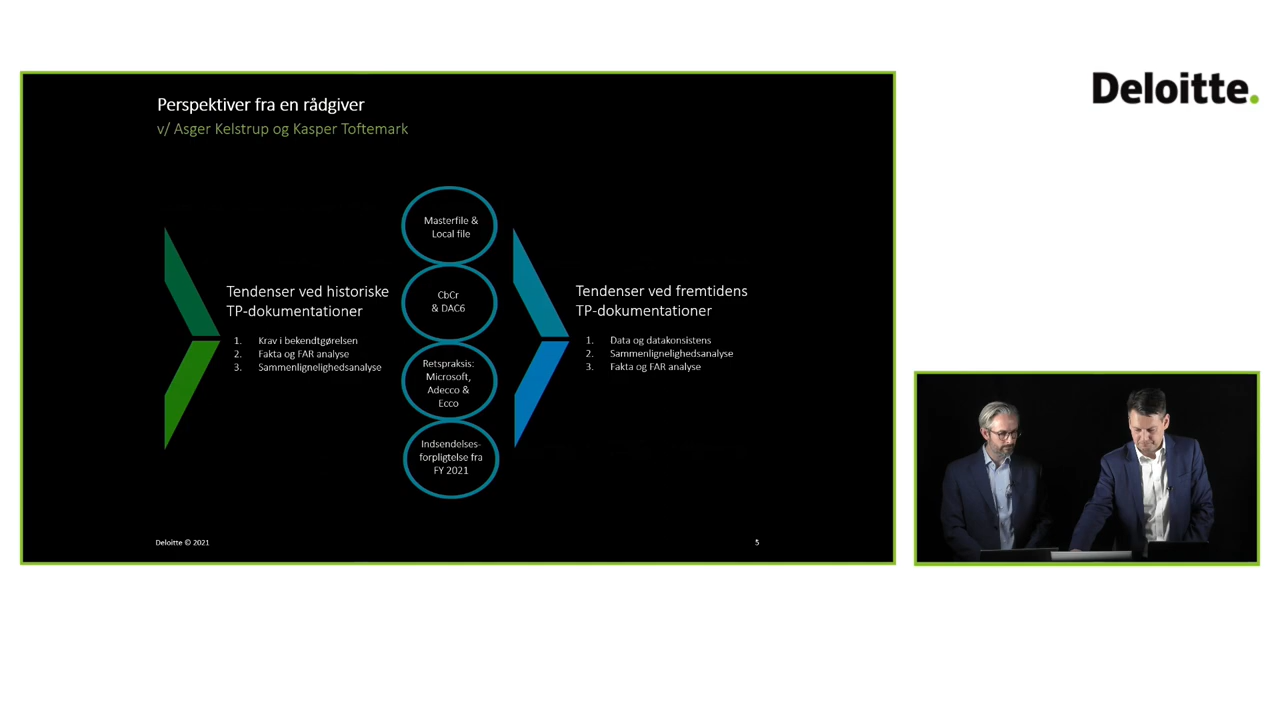 Deloitte.
Perspektiver fra en rådgiver
v/ Asger Kelstrup og Kasper Toftemark
Tendenser ved historiske
TP-dokumentationer
1. Krav i bekendtgørelsen
2. Fakta og FAR analyse
3. Sammenlignelighedsanalyse
Masterfile &
Local file
CbCr
& DAC6
Retspraksis:
Microsoft,
Adecco &
Ecco
Indsendelses-
forpligtelse fra
FY 2021
Tendenser ved fremtidens
TP-dokumentationer
1. Data og datakonsistens
2. Sammenlignelighedsanalyse
3. Fakta og FAR analyse
Deloitte © 2021
5